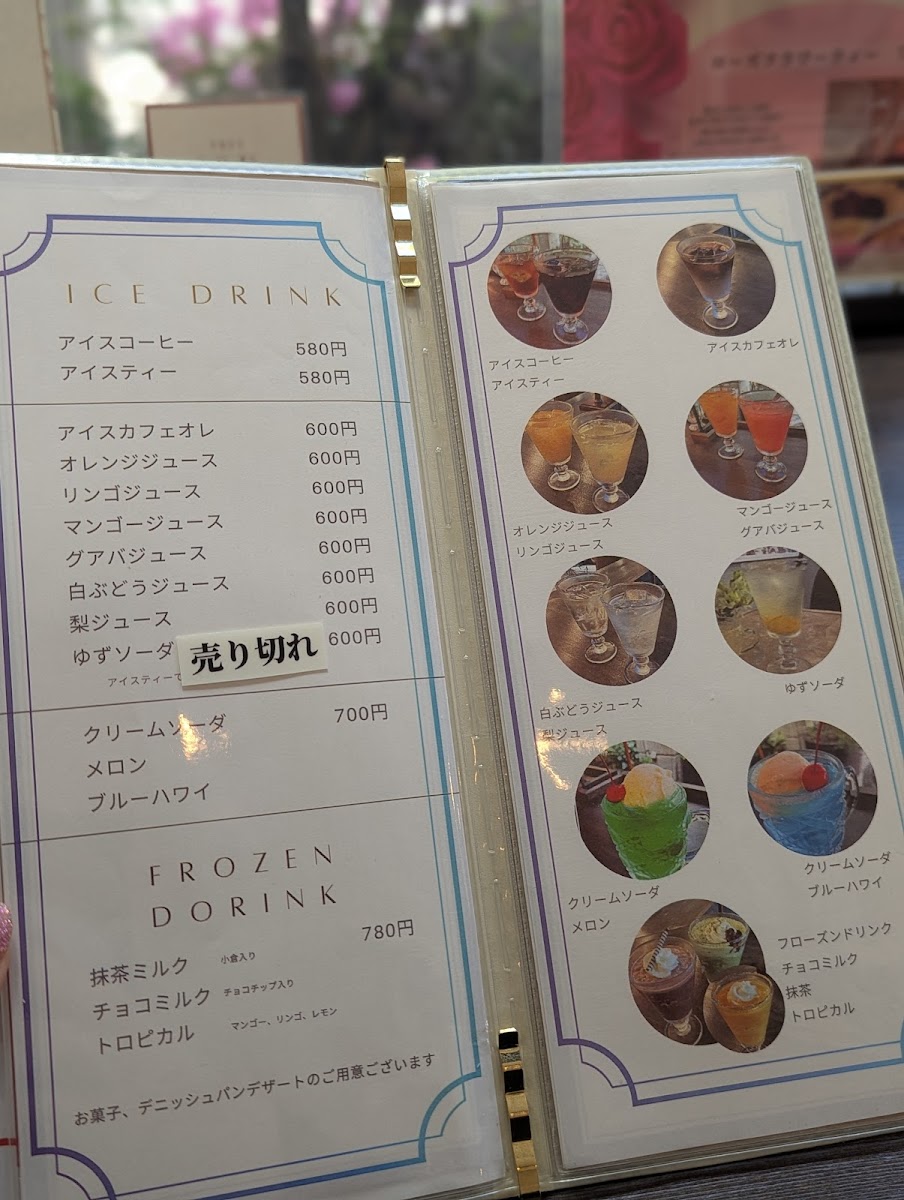 ICE DRINK
アイスコーヒー 580円
アイスティー 580円
アイスカフェオレ 600円
オレンジジュース 600円
リンゴジュース 600円
マンゴージュース 600円
グアバジュース 600円
白ぶどうジュース 600円
梨ジュース 600円
ゆずソーダ 売り切れ 600円
アイスティーで
クリームソーダ 700円
メロン
ブルーハワイ
FROZEN
DORINK
780円
抹茶ミルク 小倉入り
チョコミルク チョコチップ入り
トロピカル マンゴー、リンゴ、レモン
お菓子、デニッシュパンデザートのご用意ございます
アイスコーヒー
アイスティー
アイスカフェオレ
オレンジジュース
リンゴジュース
マンゴージュース
グアバジュース
白ぶどうジュース
梨ジュース
ゆずソーダ
クリームソーダ
メロン
クリームソーダ
ブルーハワイ
フローズンドリンク
チョコミルク
抹茶
トロピカル